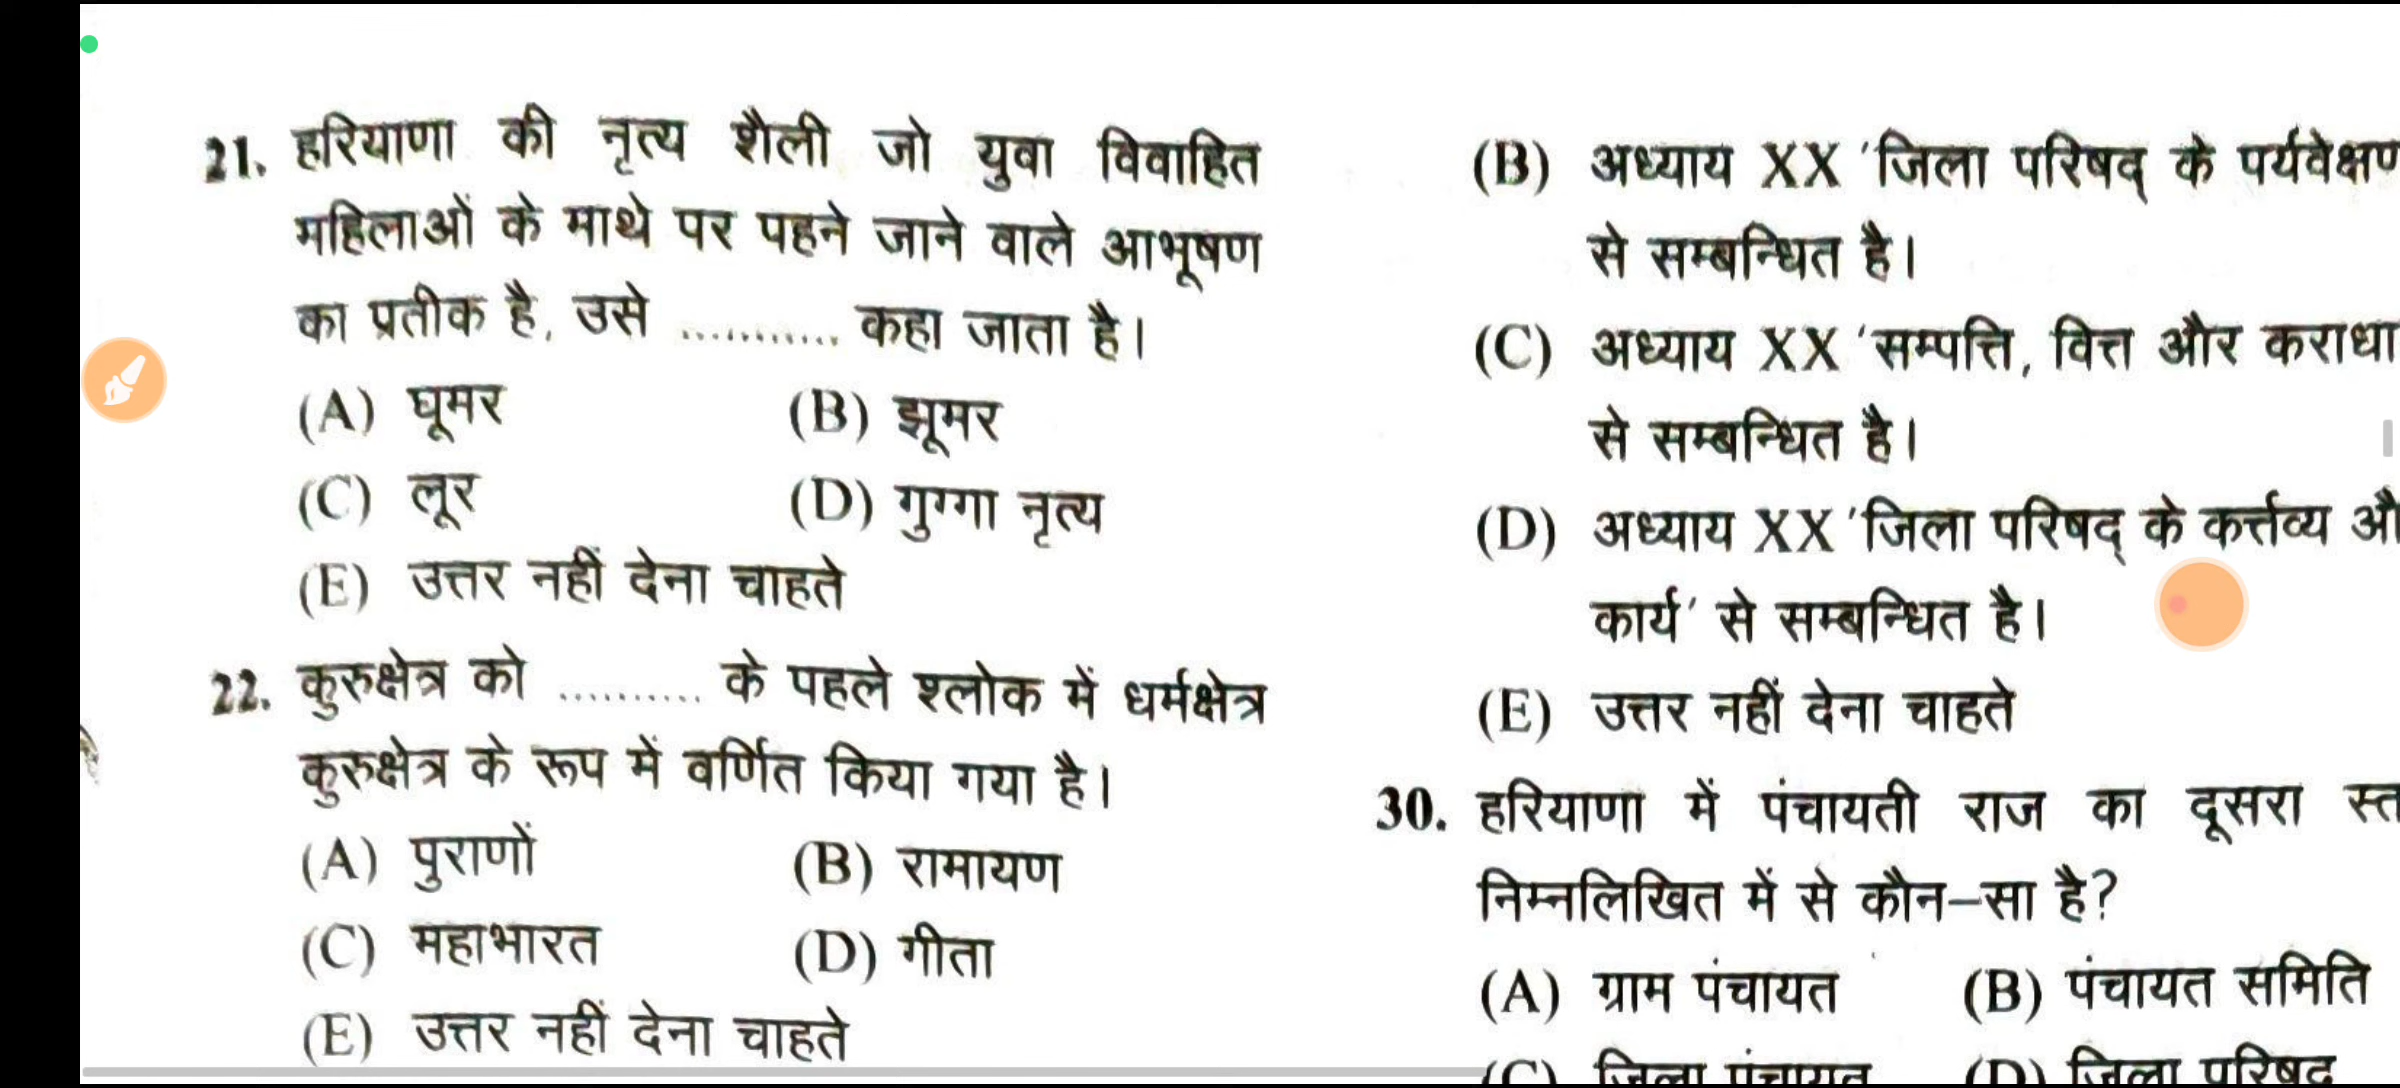 21. हरियाणा की नृत्य शैली जो युवा विवाहित
महिलाओं के माथे पर पहने जाने वाले आभूषण
का प्रतीक है, उसे ........... कहा जाता है।
(A) घूमर (B) झूमर
(C) लूर (D) गुग्गा नृत्य
(E) उत्तर नहीं देना चाहते
22. कुरुक्षेत्र को .......... के पहले श्लोक में धर्मक्षेत्र
कुरुक्षेत्र के रूप में वर्णित किया गया है।
(A) पुराणों (B) रामायण
(C) महाभारत (D) गीता
(E) उत्तर नहीं देना चाहते
(B) अध्याय XX 'जिला परिषद् के पर्यवेक्षण
से सम्बन्धित है।
(C) अध्याय XX 'सम्पत्ति, वित्त और कराधा
से सम्बन्धित है।
(D) अध्याय XX 'जिला परिषद् के कर्त्तव्य औ
कार्य' से सम्बन्धित है।
(E) उत्तर नहीं देना चाहते
30. हरियाणा में पंचायती राज का दूसरा स्त
निम्नलिखित में से कौन–सा है?
(A) ग्राम पंचायत (B) पंचायत समिति
(C) जिला पंचायत (D) जिला परिषद